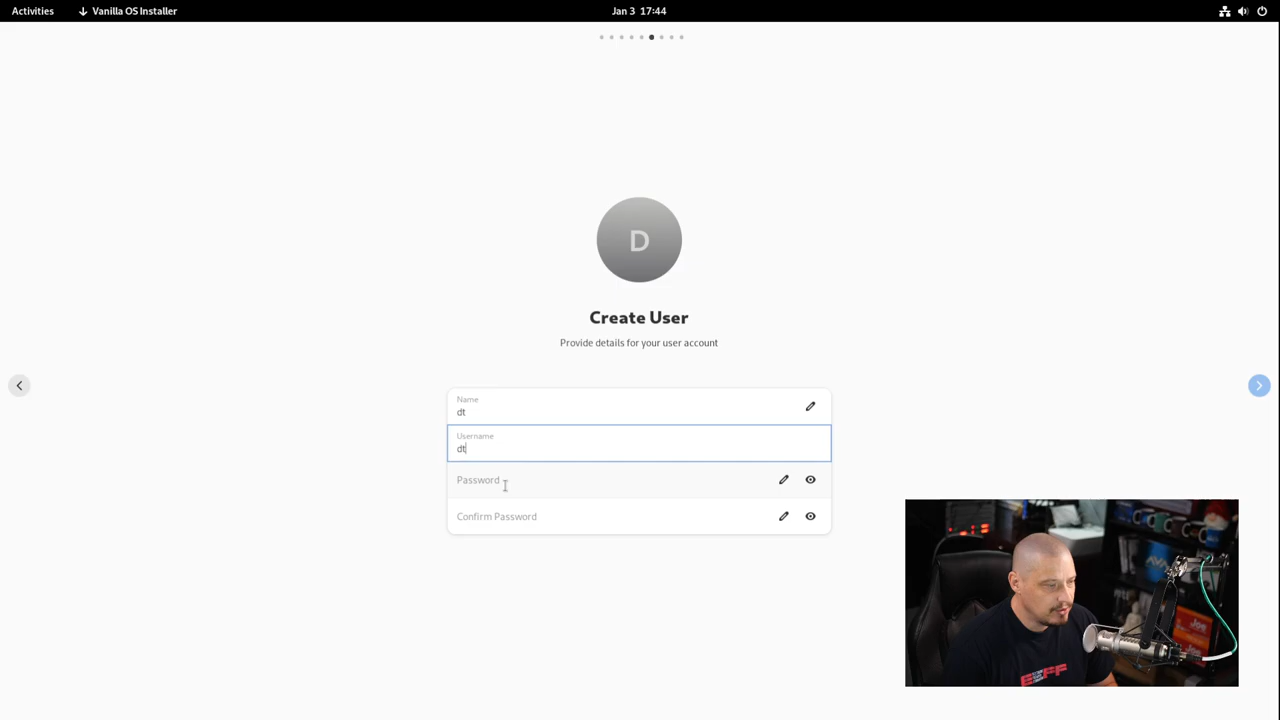 Activities
Vanilla OS Installer
Jan 3 17:44
D
Create User
Provide details for your user account
Name
dt
Username
dt
Password
Confirm Password
JOE